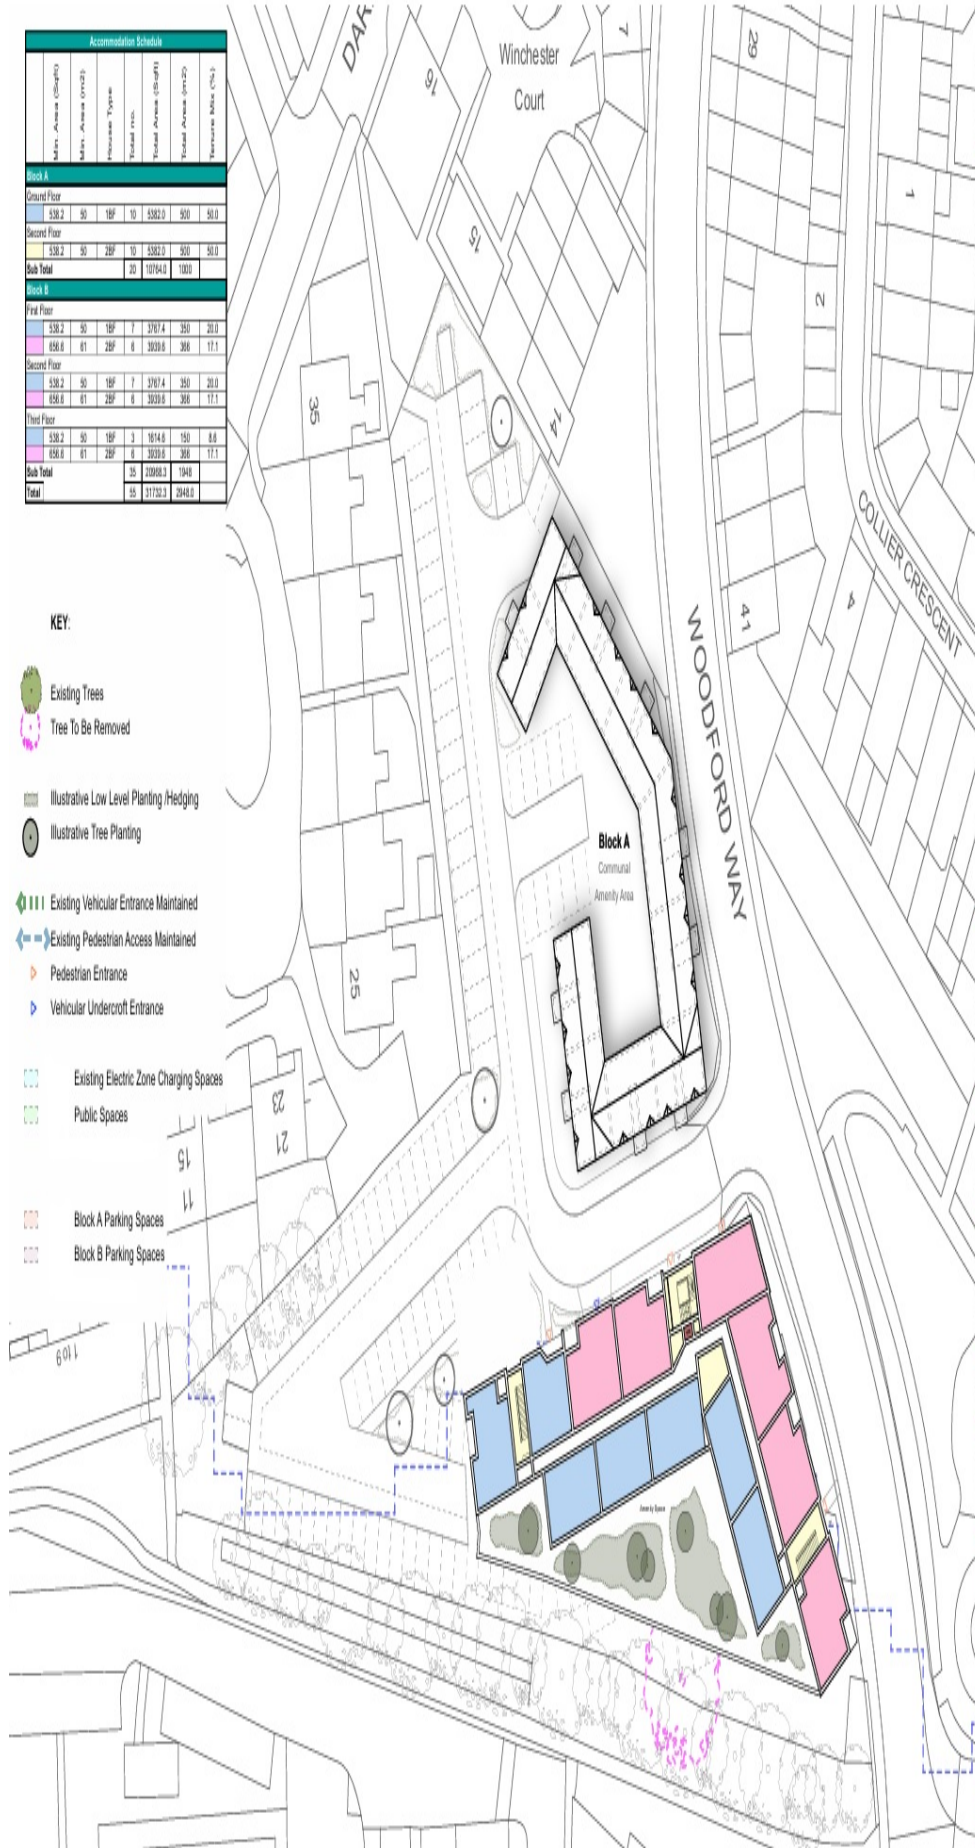 Accommodation Schedule
Min. Area (Sqft) Min. Area (m2) House Type Total no. Total Area (Sqft) Total Area (m2) Tenure Mix (%)
Block A
Ground Floor
538.2 50 1BF 10 5382.0 500 50.0
Second Floor
538.2 50 2BF 10 5382.0 500 50.0
Sub Total 20 10764.0 1000
Block B
First Floor
538.2 50 1BF 7 3767.4 350 20.0
656.6 61 2BF 6 3939.6 366 17.1
Second Floor
538.2 50 1BF 7 3767.4 350 20.0
656.6 61 2BF 6 3939.6 366 17.1
Third Floor
538.2 50 1BF 3 1614.6 150 8.6
656.6 61 2BF 6 3939.6 366 17.1
Sub Total 35 20968.3 1948
Total 55 31732.3 2948.0
KEY:
Existing Trees
Tree To Be Removed
Illustrative Low Level Planting /Hedging
Illustrative Tree Planting
Existing Vehicular Entrance Maintained
Existing Pedestrian Access Maintained
Pedestrian Entrance
Vehicular Undercroft Entrance
Existing Electric Zone Charging Spaces
Public Spaces
Block A Parking Spaces
Block B Parking Spaces
DAR
16
Winchester
Court
7
29
1
15
2
35
14
COLLIER CRESCENT
4
41
WOODFORD WAY
Block A
Communal
Amenity Area
25
23
21
15
11
1 to 9
Amenity Space